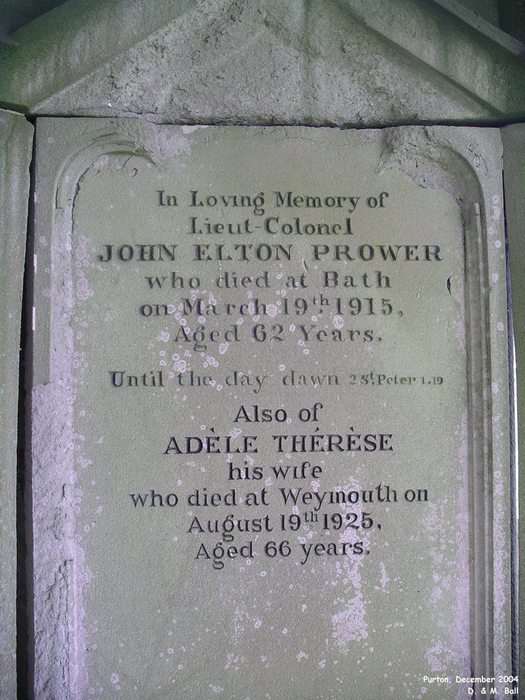 In Loving Memory of
Lieut-Colonel
JOHN ELTON PROWER
who died at Bath
on March 19th 1915,
Aged 62 Years.
Until the day dawn 2 St. Peter 1.19
Also of
ADÈLE THÉRÈSE
his wife
who died at Weymouth on
August 19th 1925,
Aged 66 years.
Purton, December 2004
D. & M. Ball